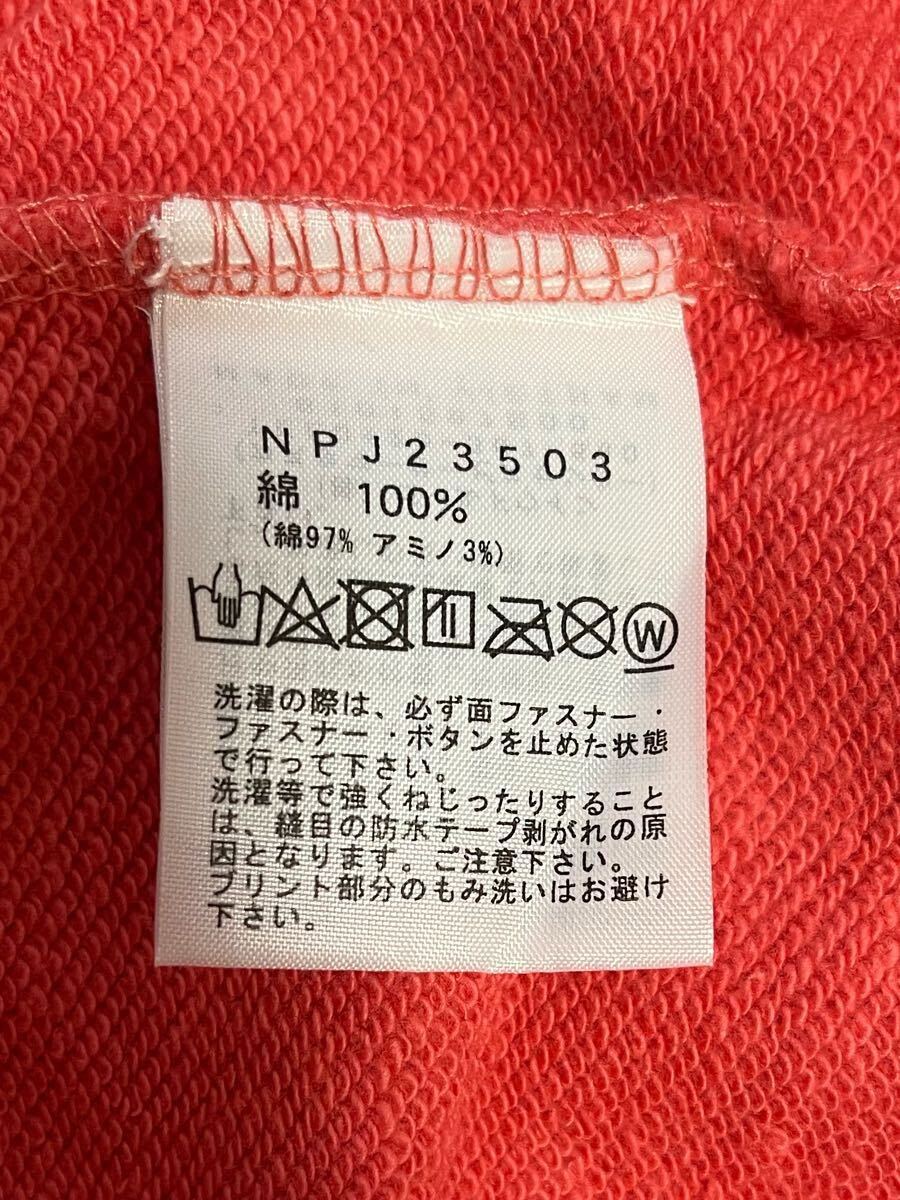 NPJ23503
綿 100%
(綿97% アミノ3%)
W
洗濯の際は、必ず面ファスナー・
ファスナー・ボタンを止めた状態
で行って下さい。
洗濯等で強くねじったりすること
は、縫目の防水テープ剥がれの原
因となります。ご注意下さい。
プリント部分のもみ洗いはお避け
下さい。